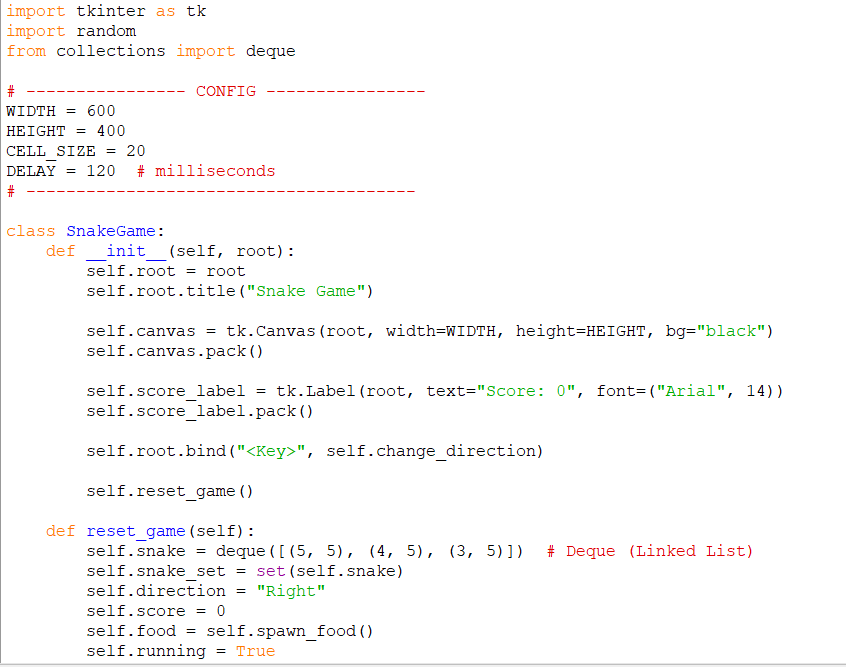 import tkinter as tk
import random
from collections import deque
# ---------------- CONFIG ----------------
WIDTH = 600
HEIGHT = 400
CELL_SIZE = 20
DELAY = 120  # milliseconds
# ---------------------------------------
class SnakeGame:
    def __init__(self, root):
        self.root = root
        self.root.title("Snake Game")
        self.canvas = tk.Canvas(root, width=WIDTH, height=HEIGHT, bg="black")
        self.canvas.pack()
        self.score_label = tk.Label(root, text="Score: 0", font=("Arial", 14))
        self.score_label.pack()
        self.root.bind("<Key>", self.change_direction)
        self.reset_game()
    def reset_game(self):
        self.snake = deque([(5, 5), (4, 5), (3, 5)])  # Deque (Linked List)
        self.snake_set = set(self.snake)
        self.direction = "Right"
        self.score = 0
        self.food = self.spawn_food()
        self.running = True